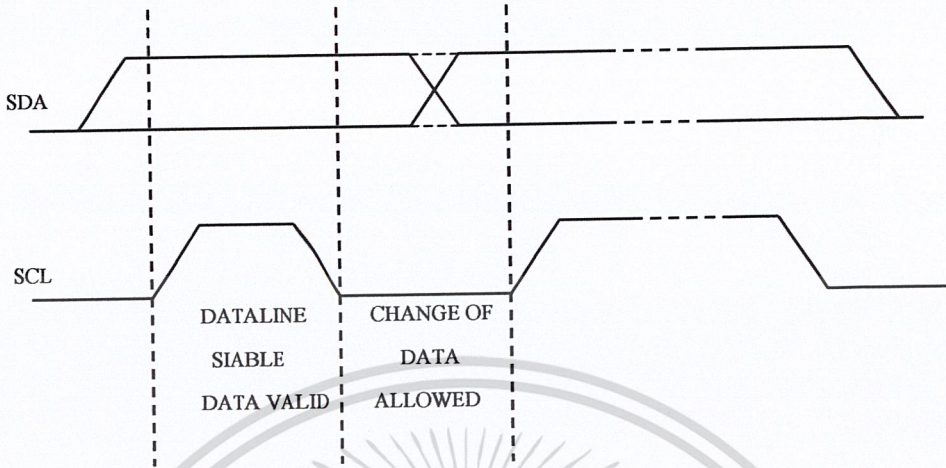 SDA
SCL
DATALINE
SIABLE
DATA VALID
CHANGE OF
DATA
ALLOWED